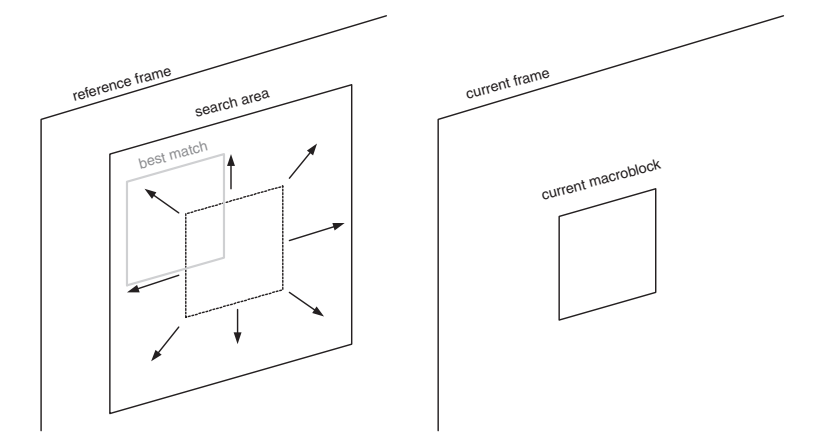 reference frame
search area
best match
current frame
current macroblock